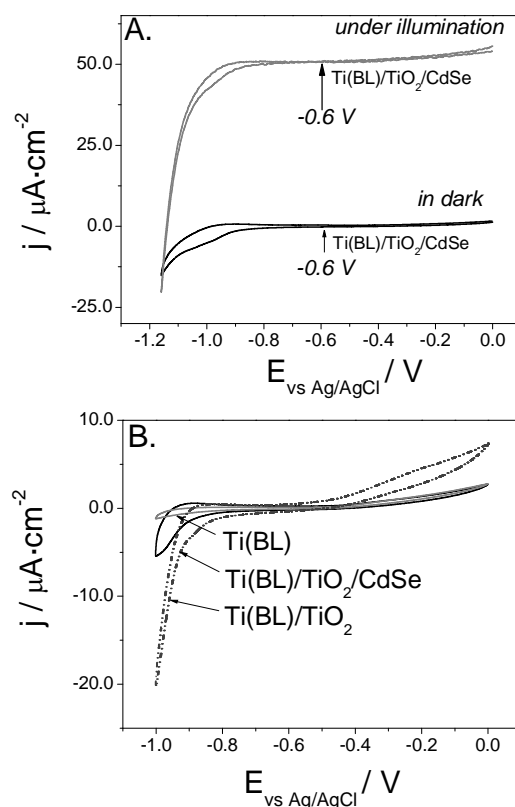 A.
under illumination
50.0
Ti(BL)/TiO₂/CdSe
-0.6 V
25.0
j / μA·cm⁻²
in dark
0.0
Ti(BL)/TiO₂/CdSe
-0.6 V
-25.0
-1.2 -1.0 -0.8 -0.6 -0.4 -0.2 0.0
E vs Ag/AgCl / V
10.0
B.
0.0
Ti(BL)
j / μA·cm⁻²
Ti(BL)/TiO₂/CdSe
-10.0
Ti(BL)/TiO₂
-20.0
-1.0 -0.8 -0.6 -0.4 -0.2 0.0
E vs Ag/AgCl / V